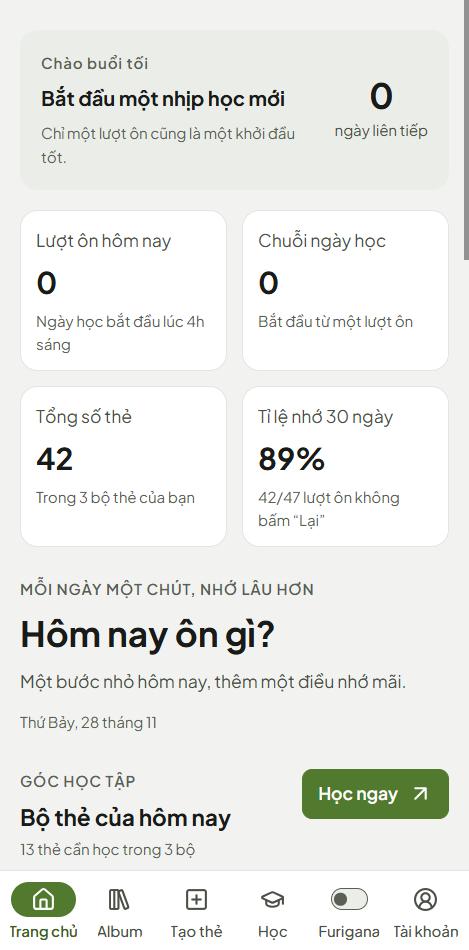 Chào buổi tối
Bắt đầu một nhịp học mới
Chỉ một lượt ôn cũng là một khởi đầu
tốt.
0
ngày liên tiếp
Lượt ôn hôm nay
0
Ngày học bắt đầu lúc 4h
sáng
Chuỗi ngày học
0
Bắt đầu từ một lượt ôn
Tổng số thẻ
42
Trong 3 bộ thẻ của bạn
Tỉ lệ nhớ 30 ngày
89%
42/47 lượt ôn không
bấm “Lại”
MỖI NGÀY MỘT CHÚT, NHỚ LÂU HƠN
Hôm nay ôn gì?
Một bước nhỏ hôm nay, thêm một điều nhớ mãi.
Thứ Bảy, 28 tháng 11
GÓC HỌC TẬP
Bộ thẻ của hôm nay
13 thẻ cần học trong 3 bộ
Học ngay
Trang chủ
Album
Tạo thẻ
Học
Furigana
Tài khoản